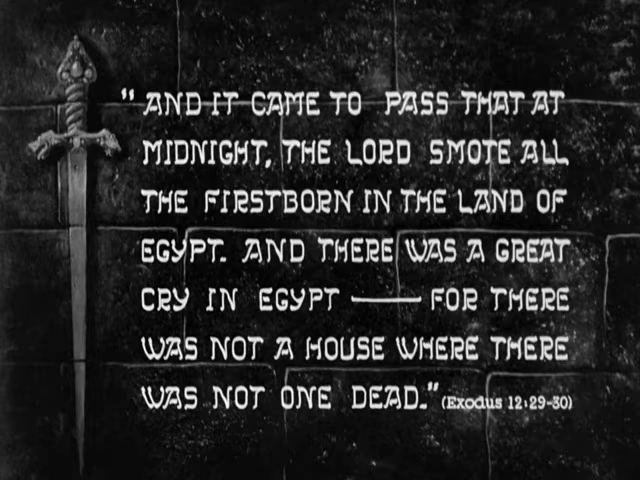 "AND IT CAME TO PASS THAT AT
MIDNIGHT, THE LORD SMOTE ALL
THE FIRSTBORN IN THE LAND OF
EGYPT. AND THERE WAS A GREAT
CRY IN EGYPT — FOR THERE
WAS NOT A HOUSE WHERE THERE
WAS NOT ONE DEAD." (Exodus 12:29-30)